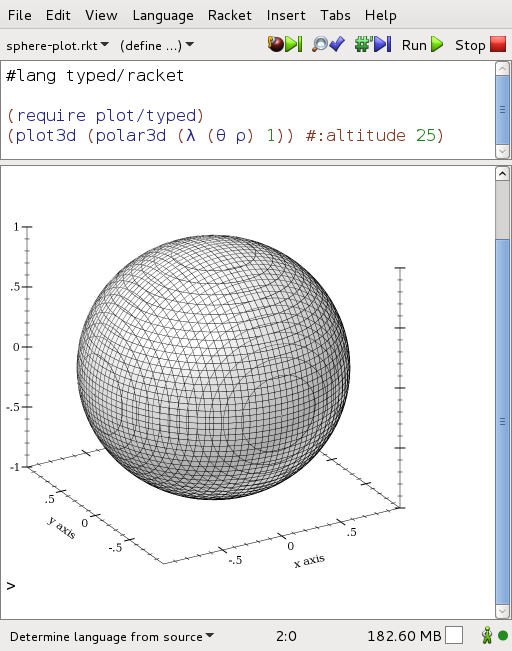 File Edit View Language Racket Insert Tabs Help
sphere-plot.rkt (define ...) Run Stop
#lang typed/racket
(require plot/typed)
(plot3d (polar3d (λ (θ ρ) 1)) #:altitude 25)
1
.5
0
-.5
-1
.5
0
-.5
y axis
-.5
0
.5
x axis
>
Determine language from source 2:0 182.60 MB